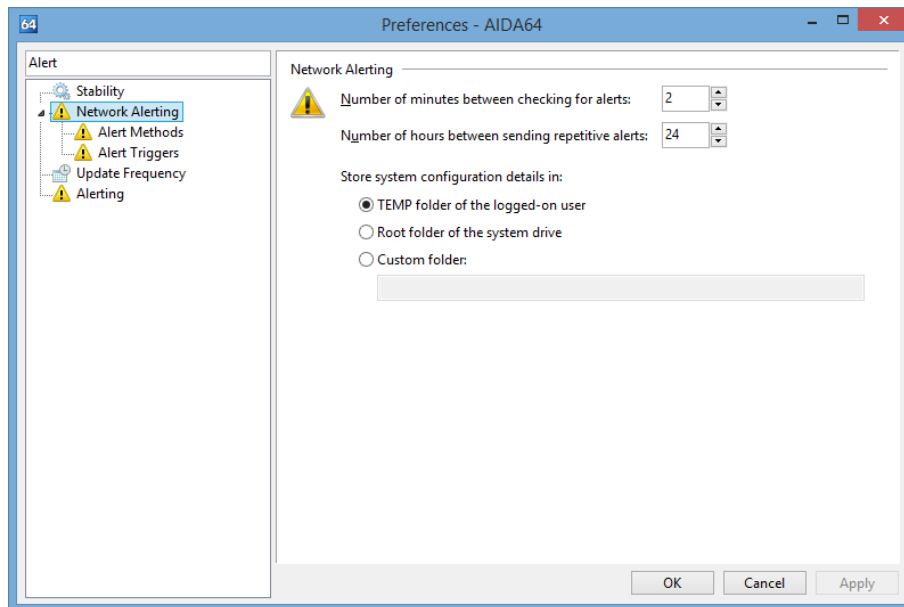 64
Preferences - AIDA64
Alert
Stability
Network Alerting
Alert Methods
Alert Triggers
Update Frequency
Alerting
Network Alerting
Number of minutes between checking for alerts: 2
Number of hours between sending repetitive alerts: 24
Store system configuration details in:
TEMP folder of the logged-on user
Root folder of the system drive
Custom folder:
OK Cancel Apply